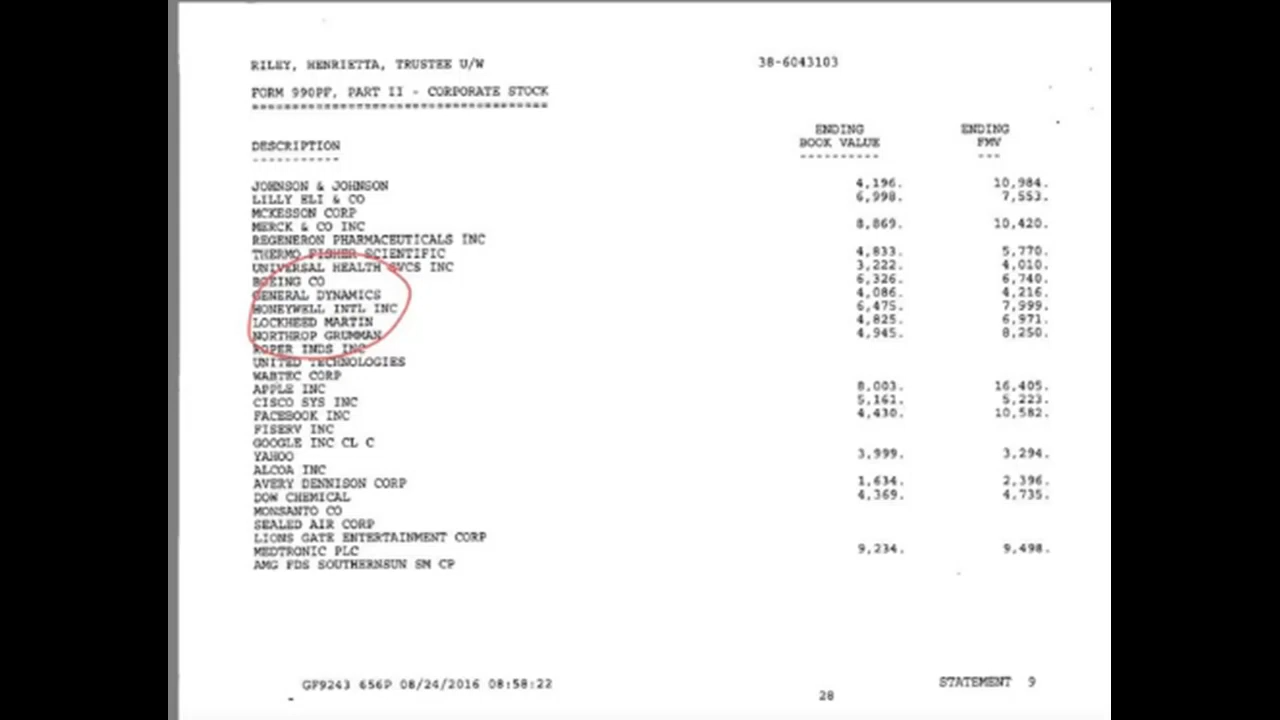 RILEY, HENRIETTA, TRUSTEE U/W 38-6043103
FORM 990PF, PART II - CORPORATE STOCK
====================================
ENDING ENDING
DESCRIPTION BOOK VALUE FMV
----------- ---------- ---
JOHNSON & JOHNSON 4,196. 10,984.
LILLY ELI & CO 6,998. 7,553.
MCKESSON CORP
MERCK & CO INC 8,869. 10,420.
REGENERON PHARMACEUTICALS INC
THERMO FISHER SCIENTIFIC 4,833. 5,770.
UNIVERSAL HEALTH SVCS INC 3,222. 4,010.
BOEING CO 6,326. 6,740.
GENERAL DYNAMICS 4,086. 4,216.
HONEYWELL INTL INC 6,475. 7,999.
LOCKHEED MARTIN 4,825. 6,971.
NORTHROP GRUMMAN 4,945. 8,250.
ROPER INDS INC
UNITED TECHNOLOGIES
WABTEC CORP
APPLE INC 8,003. 16,405.
CISCO SYS INC 5,161. 5,223.
FACEBOOK INC 4,430. 10,582.
FISERV INC
GOOGLE INC CL C
YAHOO 3,999. 3,294.
ALCOA INC
AVERY DENNISON CORP 1,634. 2,396.
DOW CHEMICAL 4,369. 4,735.
MONSANTO CO
SEALED AIR CORP
LIONS GATE ENTERTAINMENT CORP
MEDTRONIC PLC 9,234. 9,498.
AMG FDS SOUTHERNSUN SM CP
GF9243 656P 08/24/2016 08:58:22 STATEMENT 9
28